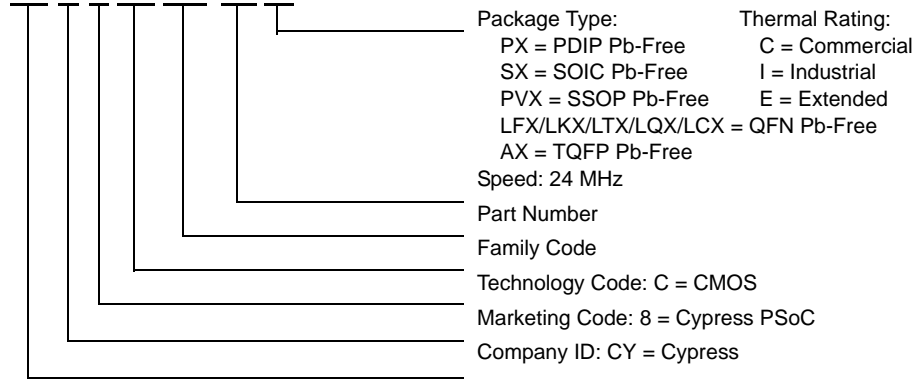 Package Type: Thermal Rating:
PX = PDIP Pb-Free C = Commercial
SX = SOIC Pb-Free I = Industrial
PVX = SSOP Pb-Free E = Extended
LFX/LKX/LTX/LQX/LCX = QFN Pb-Free
AX = TQFP Pb-Free
Speed: 24 MHz
Part Number
Family Code
Technology Code: C = CMOS
Marketing Code: 8 = Cypress PSoC
Company ID: CY = Cypress